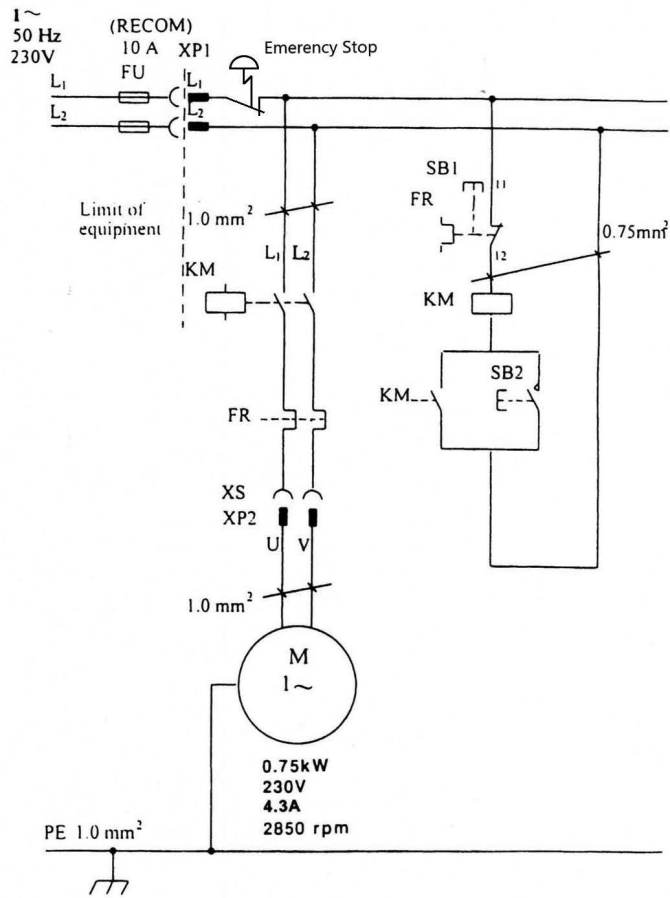 1~
50 Hz
230V
(RECOM)
10 A
FU
XP1
Emerency Stop
L₁
L₁
L₂
L₂
Limit of
equipment
1.0 mm²
L₁
L₂
KM
SB1
11
FR
12
0.75mm²
KM
KM
SB2
FR
XS
XP2
U
V
1.0 mm²
M
1~
0.75kW
230V
4.3A
2850 rpm
PE 1.0 mm²